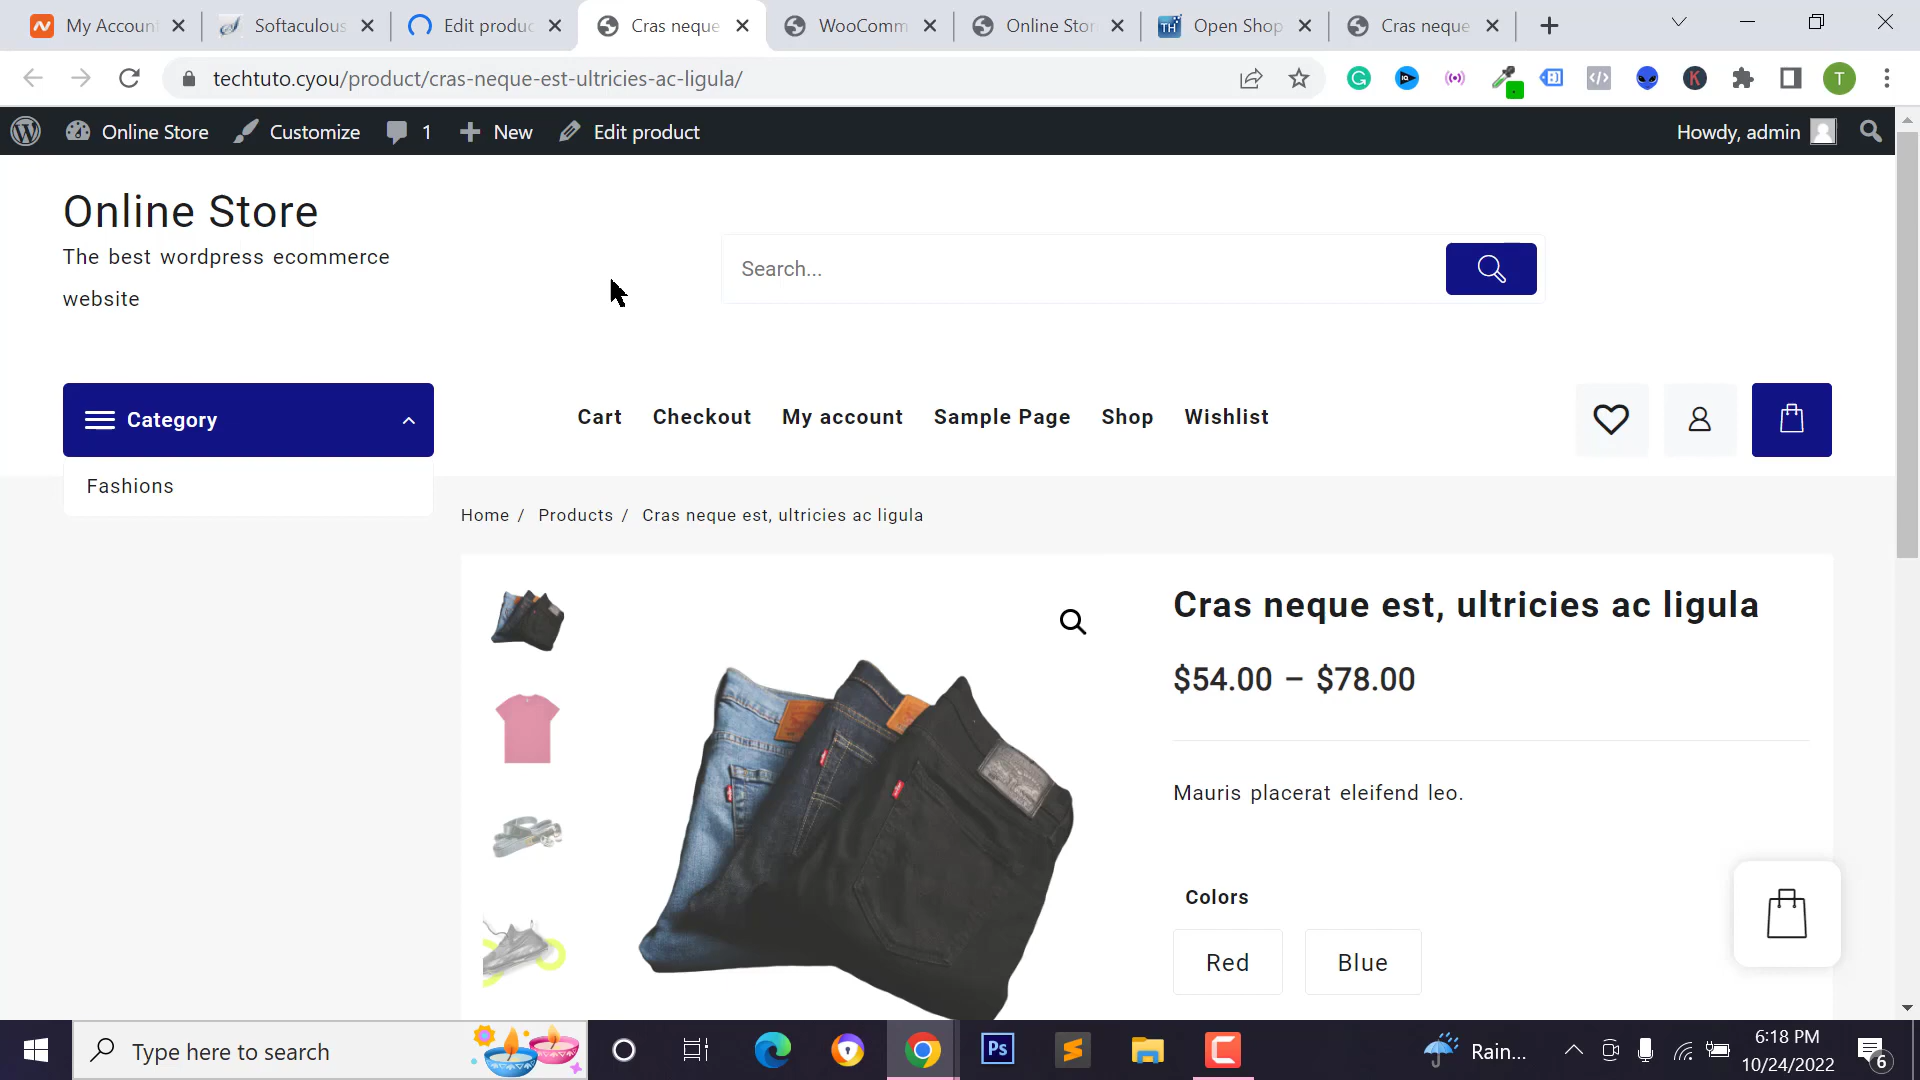 My Account
Softaculous
Edit produc
Cras neque
WooComm
Online Stor
Open Shop
Cras neque
techtuto.cyou/product/cras-neque-est-ultricies-ac-ligula/
T
Online Store
Customize
1
New
Edit product
Howdy, admin
Online Store
The best wordpress ecommerce
website
Search...
Category
Cart
Checkout
My account
Sample Page
Shop
Wishlist
Fashions
Home / Products / Cras neque est, ultricies ac ligula
Cras neque est, ultricies ac ligula
$54.00 – $78.00
Mauris placerat eleifend leo.
Colors
Red
Blue
Type here to search
Ps
Rain...
6:18 PM
10/24/2022
6